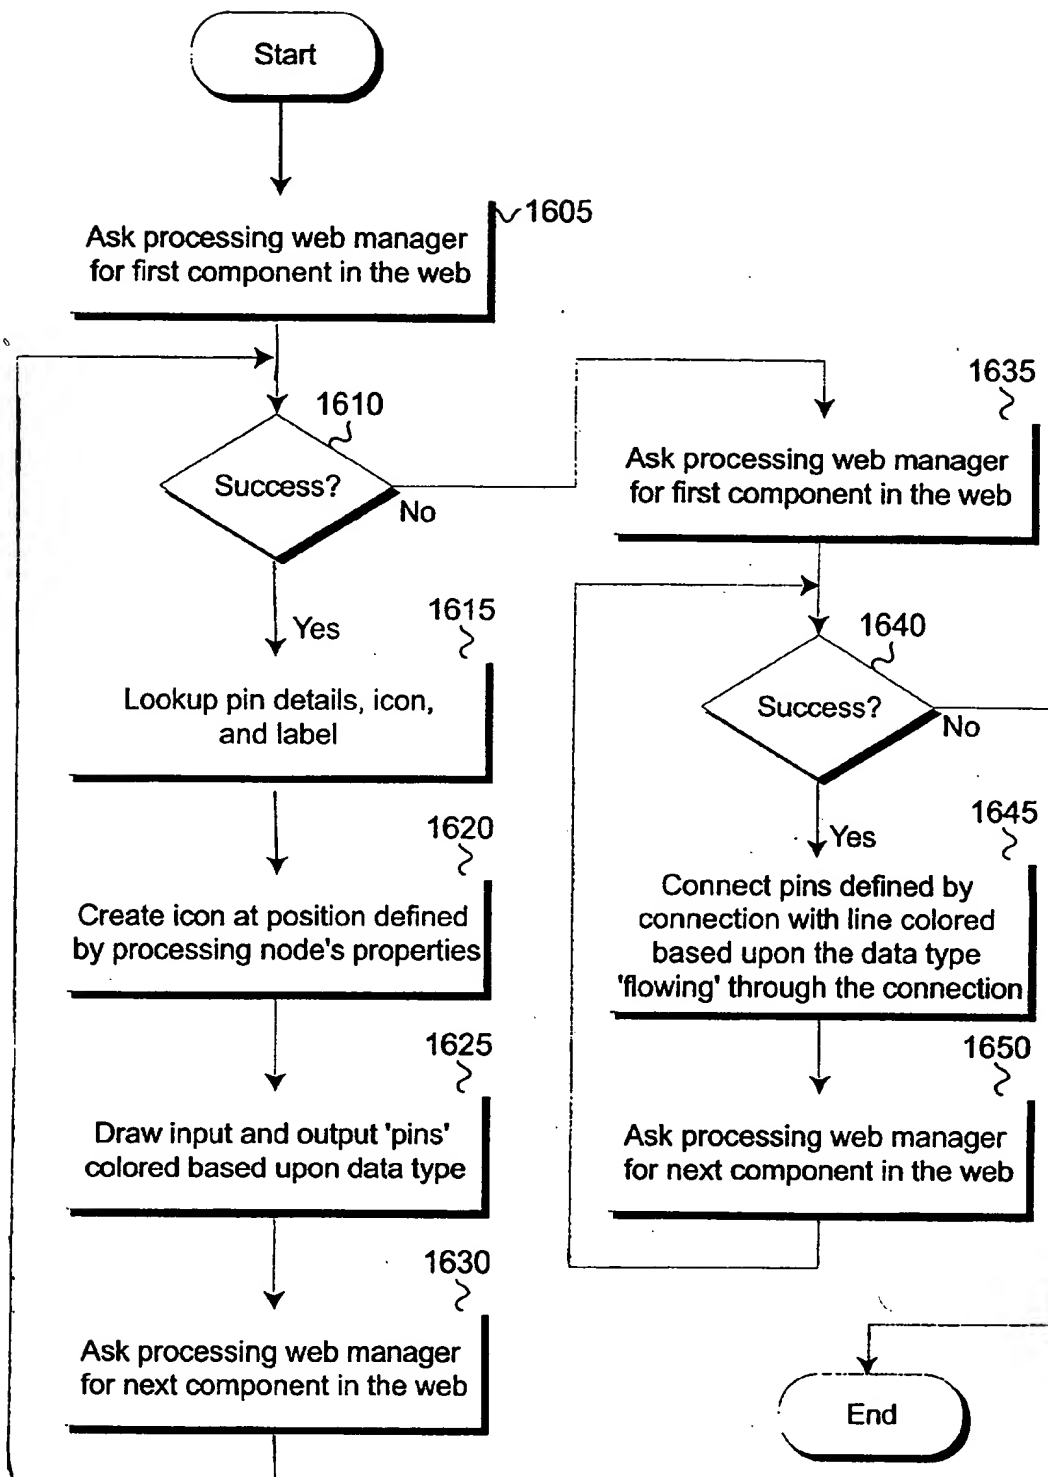 Start
1605
Ask processing web manager
for first component in the web
1610
Success?
No
Yes
1615
Lookup pin details, icon,
and label
1620
Create icon at position defined
by processing node's properties
1625
Draw input and output 'pins'
colored based upon data type
1630
Ask processing web manager
for next component in the web
1635
Ask processing web manager
for first component in the web
1640
Success?
No
Yes
1645
Connect pins defined by
connection with line colored
based upon the data type
'flowing' through the connection
1650
Ask processing web manager
for next component in the web
End